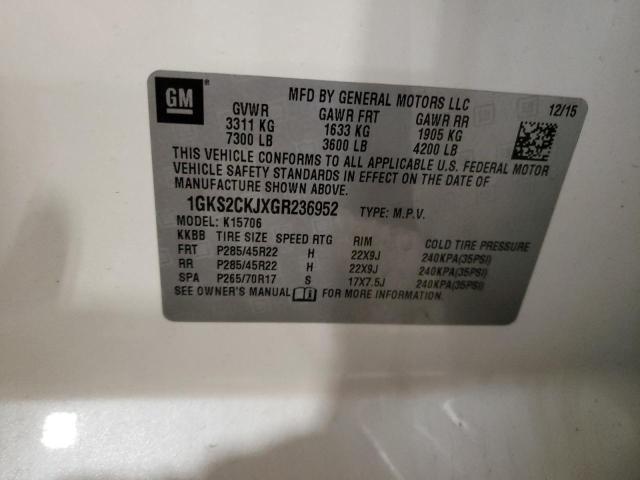 GM ®
MFD BY GENERAL MOTORS LLC
12/15
GVWR GAWR FRT GAWR RR
3311 KG 1633 KG 1905 KG
7300 LB 3600 LB 4200 LB
THIS VEHICLE CONFORMS TO ALL APPLICABLE U.S. FEDERAL MOTOR
VEHICLE SAFETY STANDARDS IN EFFECT ON THE DATE OF
MANUFACTURE SHOWN ABOVE.
1GKS2CKJXGR236952 TYPE: M.P.V.
MODEL: K15706
KKBB TIRE SIZE SPEED RTG RIM COLD TIRE PRESSURE
FRT P285/45R22 H 22X9J 240KPA(35PSI)
RR P285/45R22 H 22X9J 240KPA(35PSI)
SPA P265/70R17 S 17X7.5J 240KPA(35PSI)
SEE OWNER'S MANUAL FOR MORE INFORMATION.